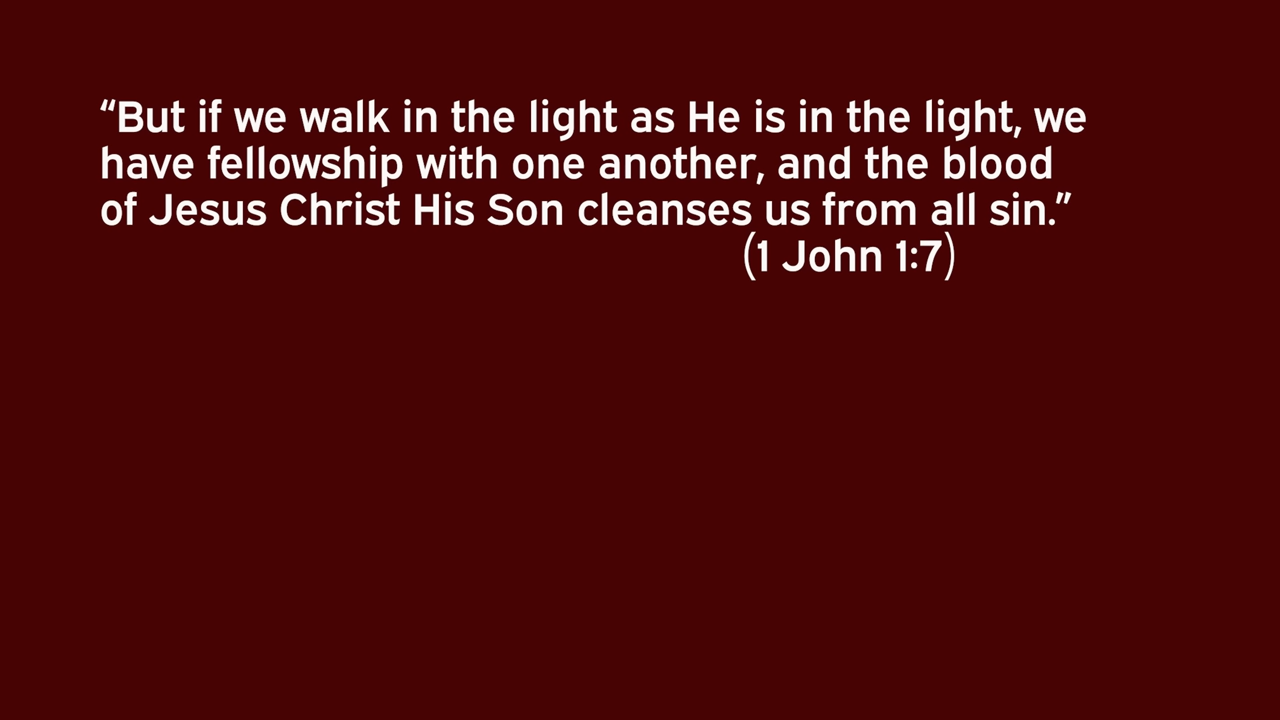 “But if we walk in the light as He is in the light, we
have fellowship with one another, and the blood
of Jesus Christ His Son cleanses us from all sin.”
(1 John 1:7)